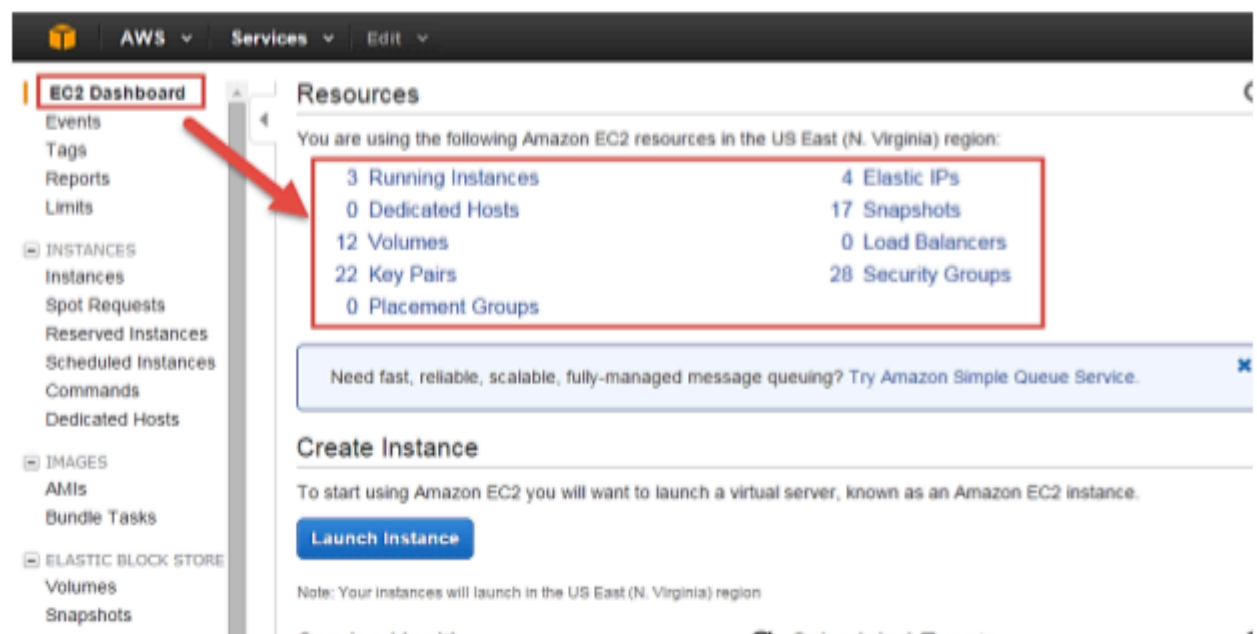 AWS Services Edit
EC2 Dashboard
Events
Tags
Reports
Limits
INSTANCES
Instances
Spot Requests
Reserved Instances
Scheduled Instances
Commands
Dedicated Hosts
IMAGES
AMIs
Bundle Tasks
ELASTIC BLOCK STORE
Volumes
Snapshots
Resources
You are using the following Amazon EC2 resources in the US East (N. Virginia) region:
3 Running Instances
4 Elastic IPs
0 Dedicated Hosts
17 Snapshots
12 Volumes
0 Load Balancers
22 Key Pairs
28 Security Groups
0 Placement Groups
Need fast, reliable, scalable, fully-managed message queuing? Try Amazon Simple Queue Service.
Create Instance
To start using Amazon EC2 you will want to launch a virtual server, known as an Amazon EC2 instance.
Launch Instance
Note: Your instances will launch in the US East (N. Virginia) region